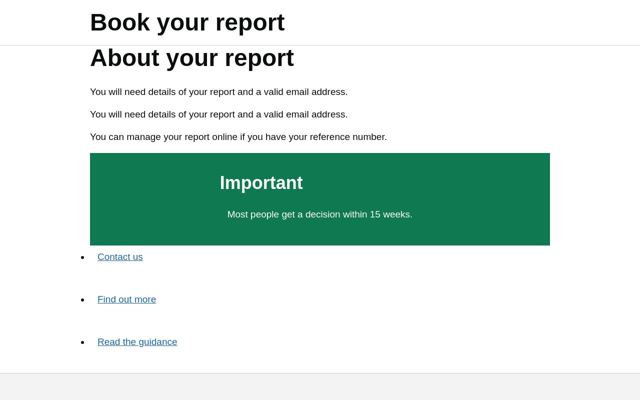 Book your report
About your report
You will need details of your report and a valid email address.
You will need details of your report and a valid email address.
You can manage your report online if you have your reference number.
Important
Most people get a decision within 15 weeks.
Contact us
Find out more
Read the guidance